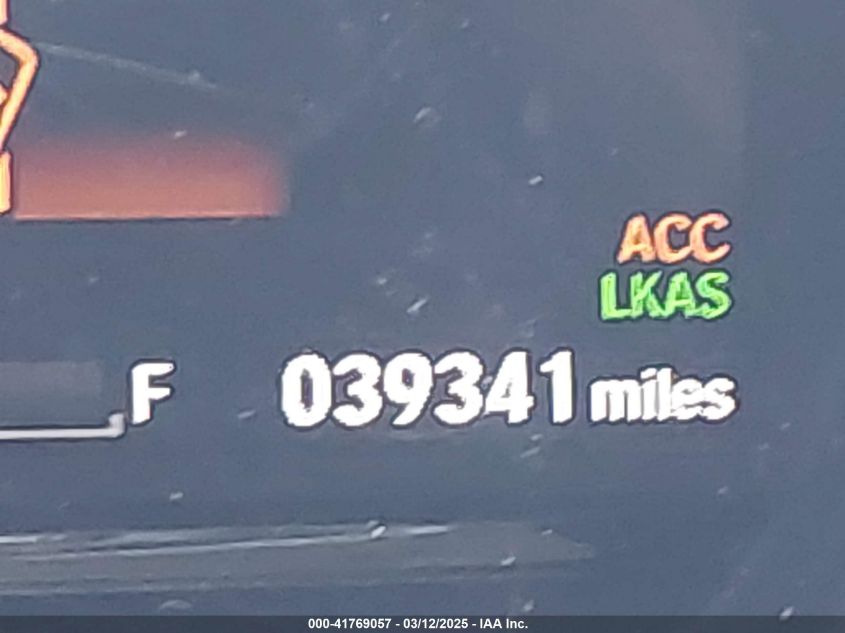 ACC
LKAS
F 039341 miles
000-41769057 - 03/12/2025 - IAA Inc.